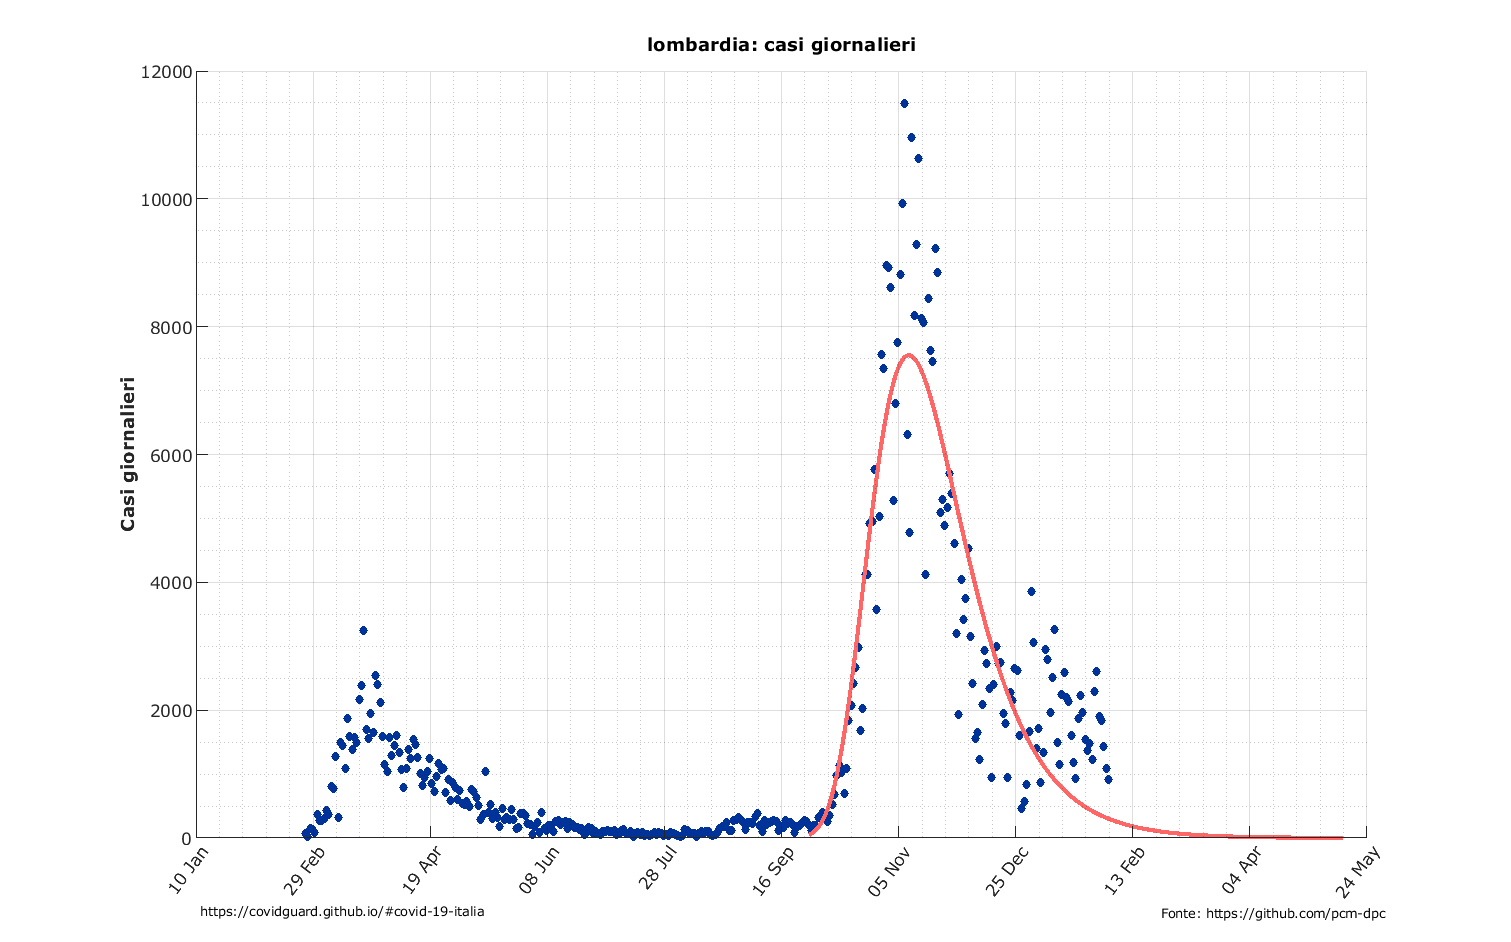 lombardia: casi giornalieri
12000
10000
8000
6000
4000
2000
0
Casi giornalieri
10 Jan
29 Feb
19 Apr
08 Jun
28 Jul
16 Sep
05 Nov
25 Dec
13 Feb
04 Apr
24 May
https://covidguard.github.io/#covid-19-italia
Fonte: https://github.com/pcm-dpc